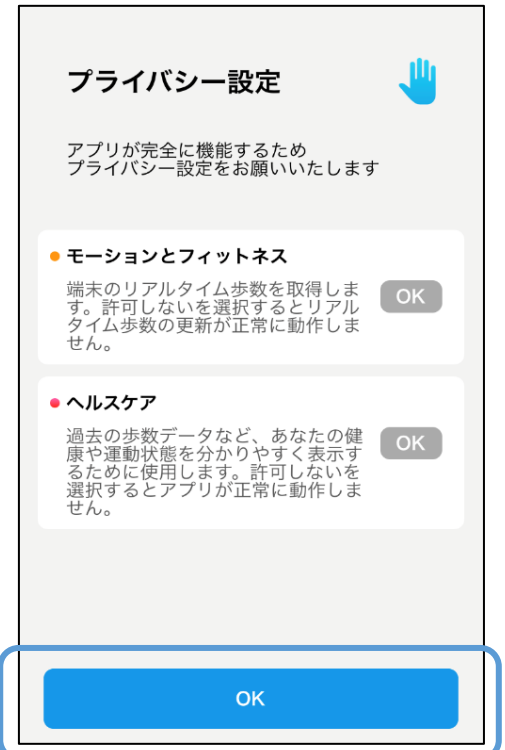 プライバシー設定
アプリが完全に機能するため
プライバシー設定をお願いいたします
モーションとフィットネス
端末のリアルタイム歩数を取得しま
す。許可しないを選択するとリアル
タイム歩数の更新が正常に動作しま
せん。
OK
ヘルスケア
過去の歩数データなど、あなたの健
康や運動状態を分かりやすく表示す
るために使用します。許可しないを
選択するとアプリが正常に動作しま
せん。
OK
OK